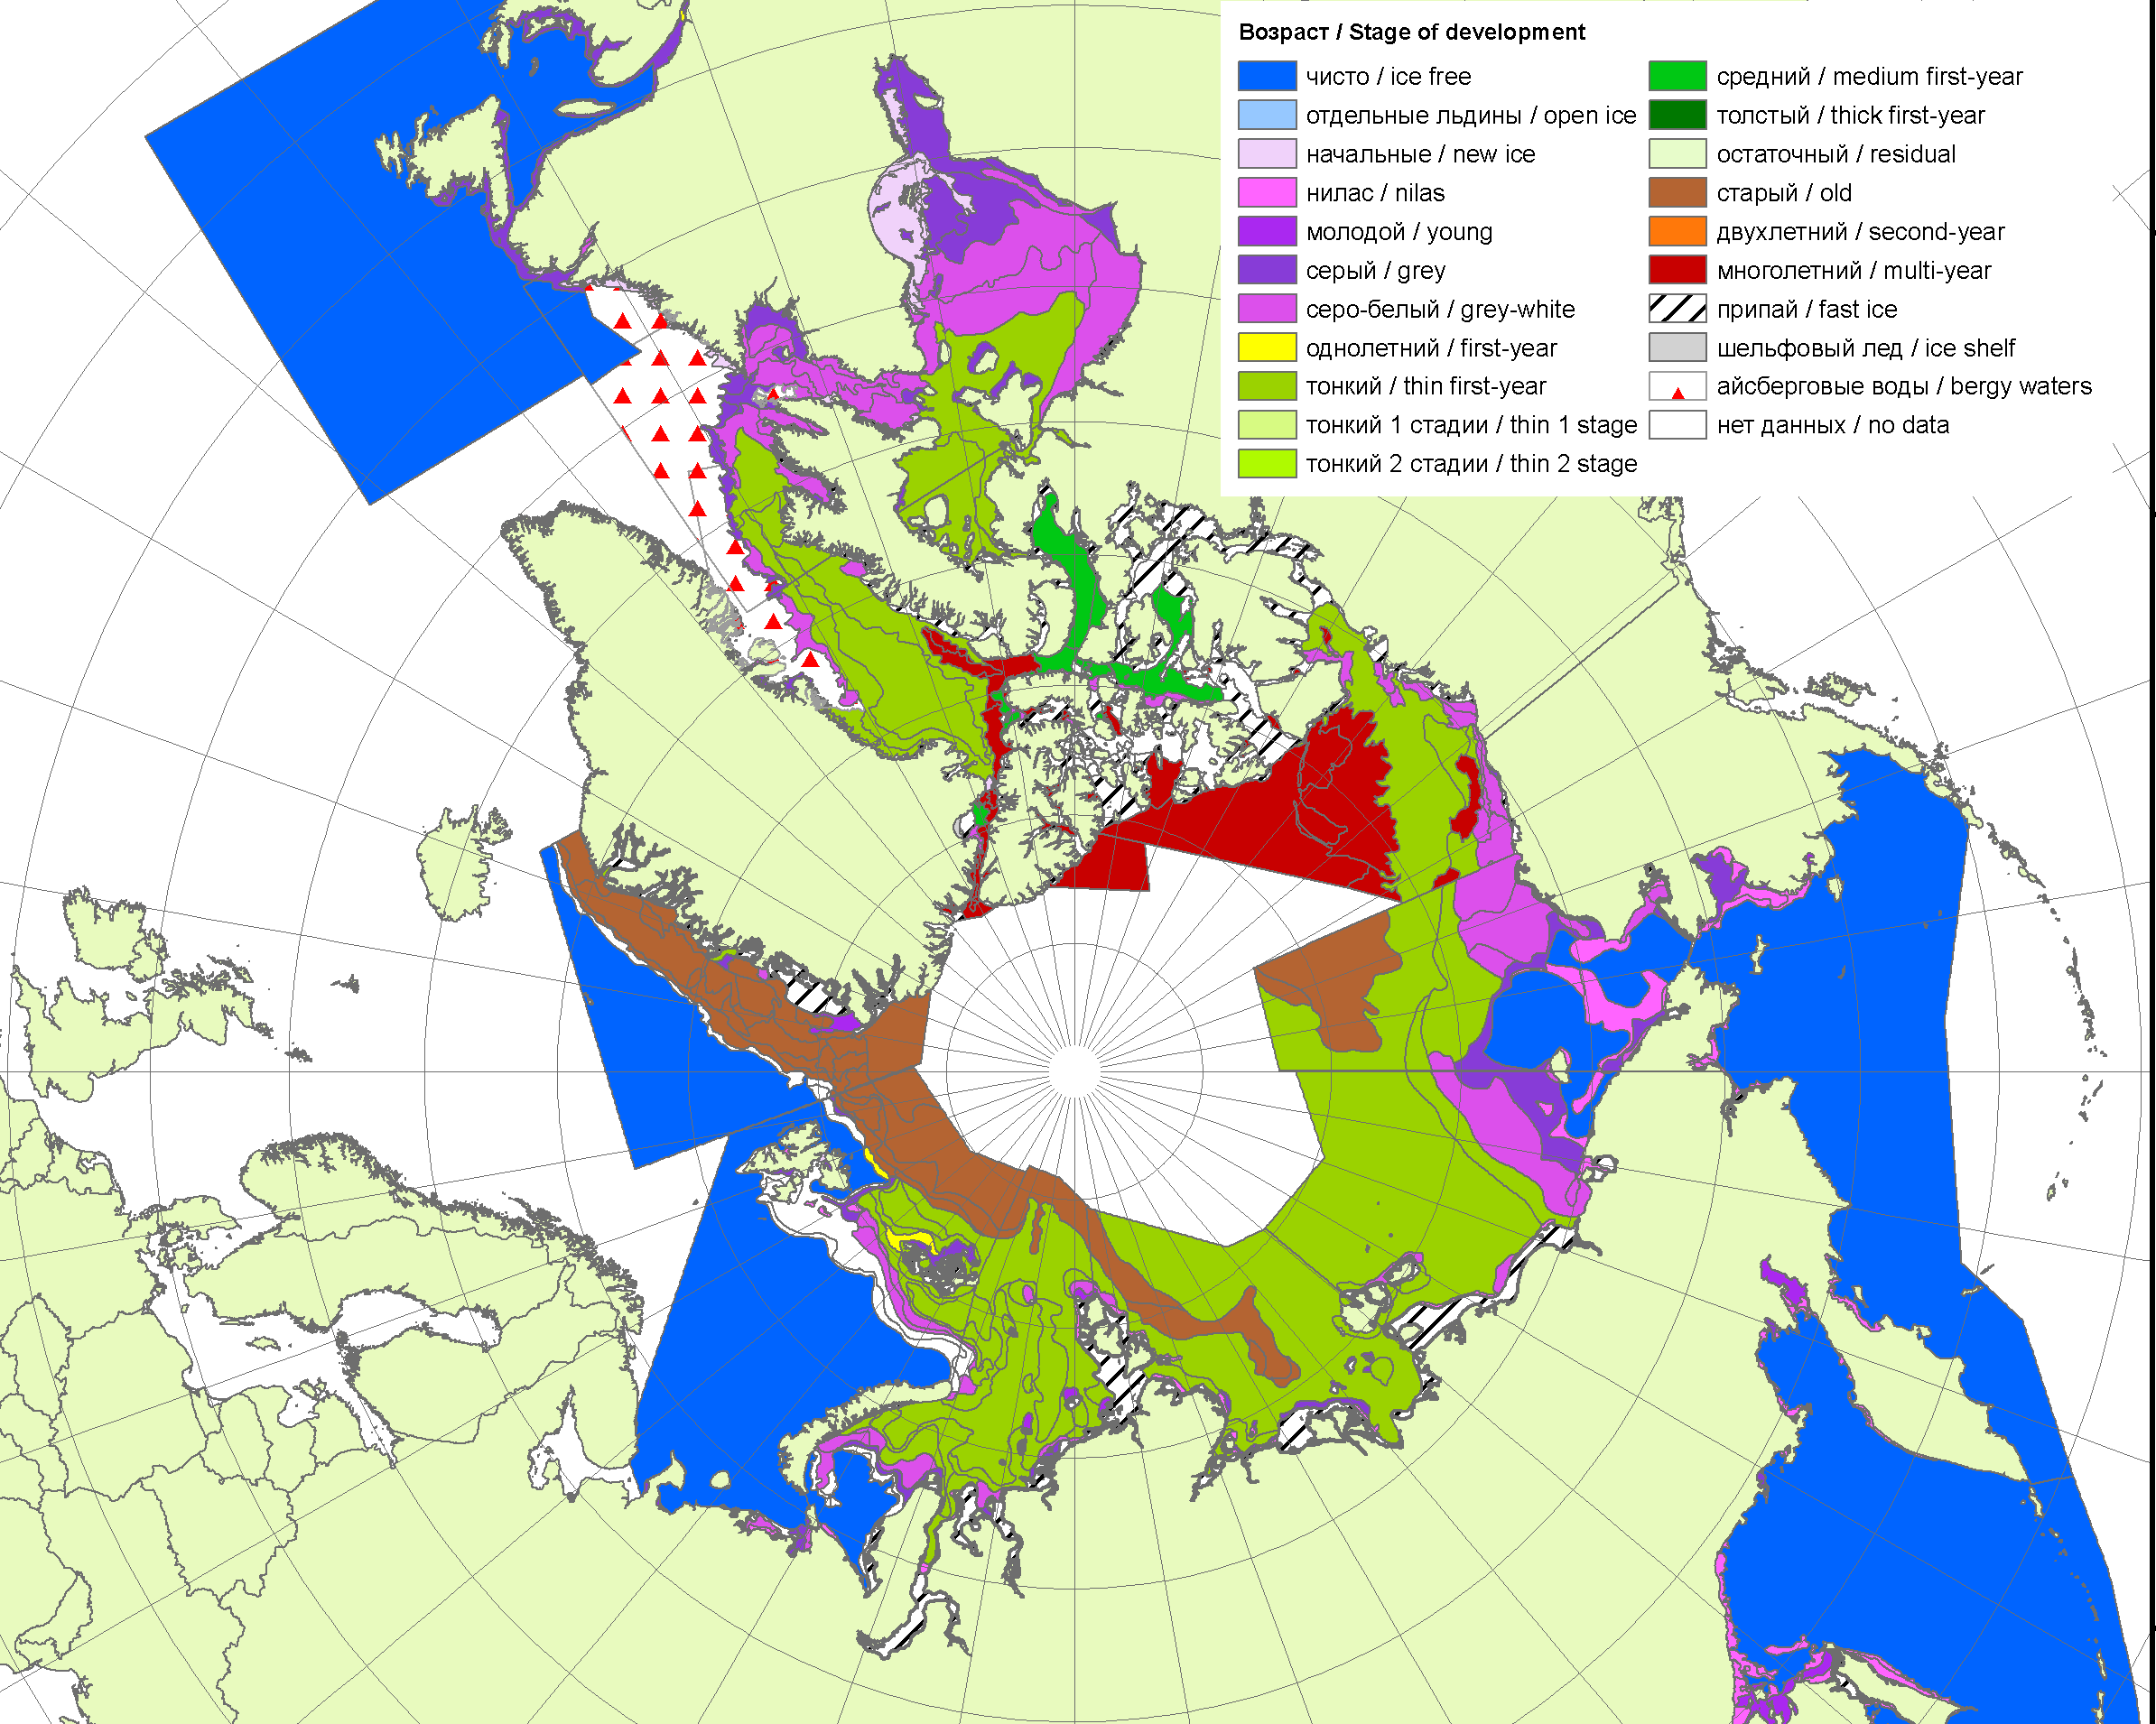 Возраст / Stage of development
чисто / ice free
отдельные льдины / open ice
начальные / new ice
нилас / nilas
молодой / young
серый / grey
серо-белый / grey-white
однолетний / first-year
тонкий / thin first-year
тонкий 1 стадии / thin 1 stage
тонкий 2 стадии / thin 2 stage
средний / medium first-year
толстый / thick first-year
остаточный / residual
старый / old
двухлетний / second-year
многолетний / multi-year
припай / fast ice
шельфовый лед / ice shelf
айсберговые воды / bergy waters
нет данных / no data